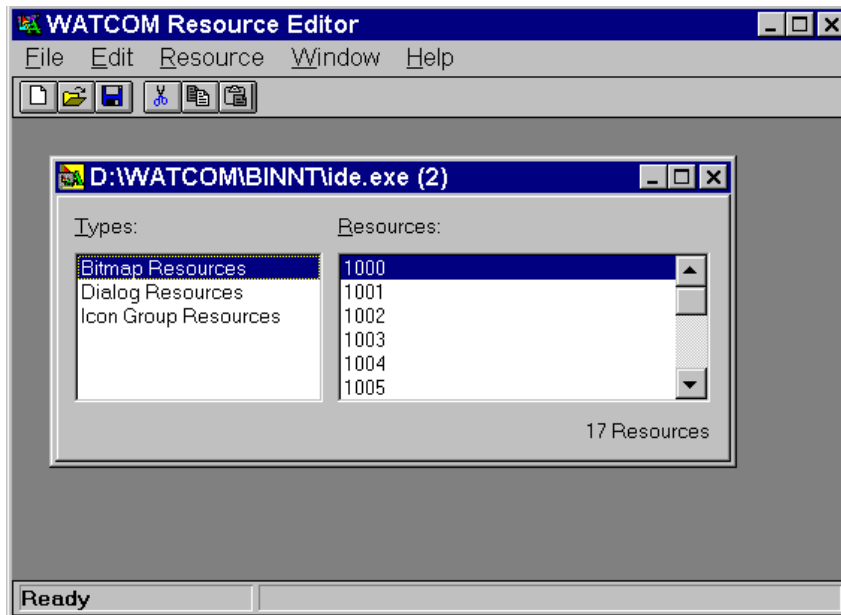 WATCOM Resource Editor
File Edit Resource Window Help
D:\WATCOM\BINNT\ide.exe (2)
Types: Resources:
Bitmap Resources 1000
Dialog Resources 1001
Icon Group Resources 1002
1003
1004
1005
17 Resources
Ready